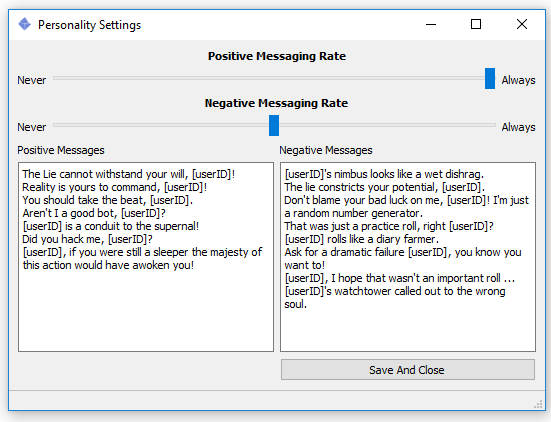 Personality Settings
Positive Messaging Rate
Never
Always
Negative Messaging Rate
Never
Always
Positive Messages
Negative Messages
The Lie cannot withstand your will, [userID]!
Reality is yours to command, [userID]!
You should take the beat, [userID].
Aren't I a good bot, [userID]?
[userID] is a conduit to the supernal!
Did you hack me, [userID]?
[userID], if you were still a sleeper the majesty of
this action would have awoken you!
[userID]'s nimbus looks like a wet dishrag.
The lie constricts your potential, [userID].
Don't blame your bad luck on me, [userID]! I'm just
a random number generator.
That was just a practice roll, right [userID]?
[userID] rolls like a diary farmer.
Ask for a dramatic failure [userID], you know you
want to!
[userID], I hope that wasn't an important roll ...
[userID]'s watchtower called out to the wrong
soul.
Save And Close